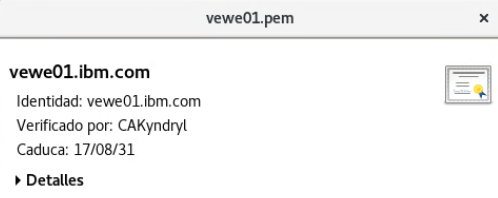 vewe01.pem
vewe01.ibm.com
Identidad: vewe01.ibm.com
Verificado por: CAKyndryl
Caduca: 17/08/31
Detalles